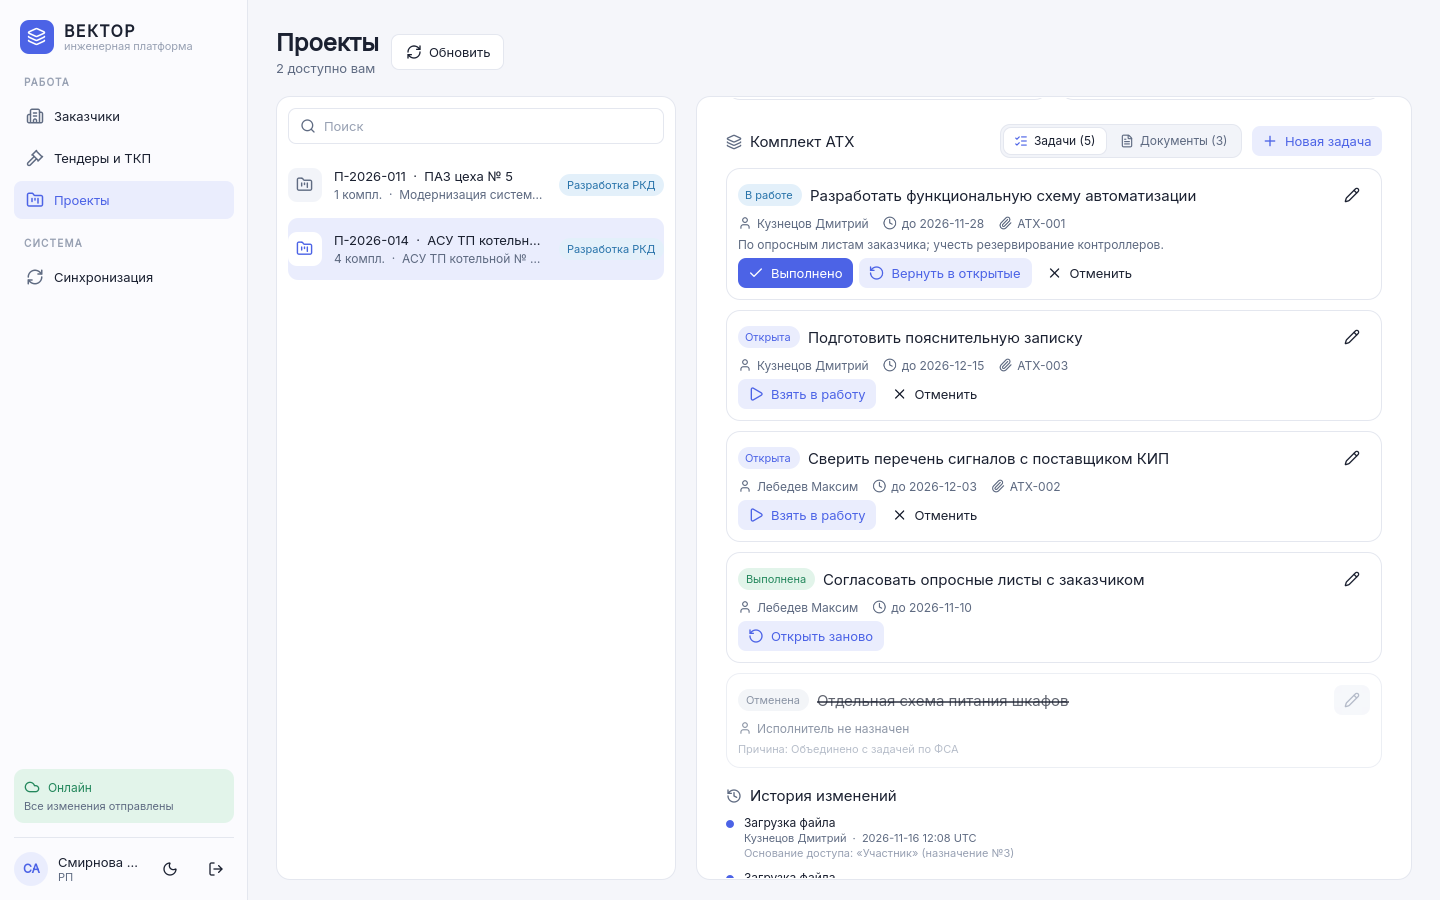 ВЕКТОР
инженерная платформа
РАБОТА
Заказчики
Тендеры и ТКП
Проекты
СИСТЕМА
Синхронизация
Онлайн
Все изменения отправлены
СА
Смирнова ...
РП
Проекты
2 доступно вам
Обновить
Поиск
П-2026-011 · ПАЗ цеха № 5
1 компл. · Модернизация систем...
Разработка РКД
П-2026-014 · АСУ ТП котельн...
4 компл. · АСУ ТП котельной № ...
Разработка РКД
Комплект АТХ
Задачи (5)
Документы (3)
Новая задача
В работе Разработать функциональную схему автоматизации
Кузнецов Дмитрий до 2026-11-28 АТХ-001
По опросным листам заказчика; учесть резервирование контроллеров.
Выполнено Вернуть в открытые Отменить
Открыта Подготовить пояснительную записку
Кузнецов Дмитрий до 2026-12-15 АТХ-003
Взять в работу Отменить
Открыта Сверить перечень сигналов с поставщиком КИП
Лебедев Максим до 2026-12-03 АТХ-002
Взять в работу Отменить
Выполнена Согласовать опросные листы с заказчиком
Лебедев Максим до 2026-11-10
Открыть заново
Отменена Отдельная схема питания шкафов
Исполнитель не назначен
Причина: Объединено с задачей по ФСА
История изменений
Загрузка файла
Кузнецов Дмитрий · 2026-11-16 12:08 UTC
Основание доступа: «Участник» (назначение №3)
Загрузка файла